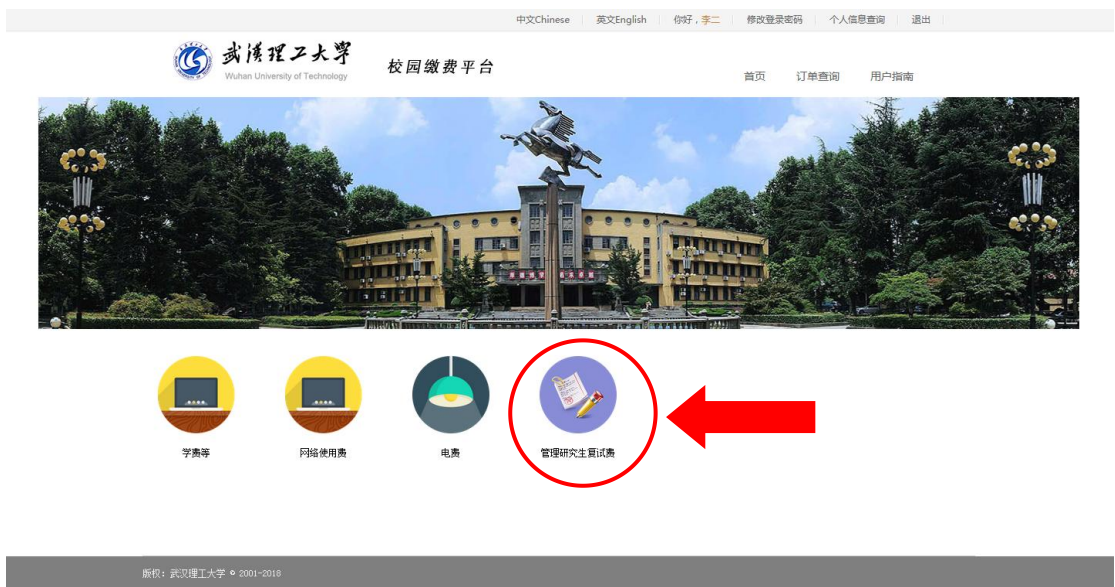 中文Chinese 英文English 你好，李二 修改登录密码 个人信息查询 退出
武汉理工大学
Wuhan University of Technology
校园缴费平台
首页 订单查询 用户指南
学费等 网络使用费 电费 管理研究生复试费
版权：武汉理工大学 © 2001-2018